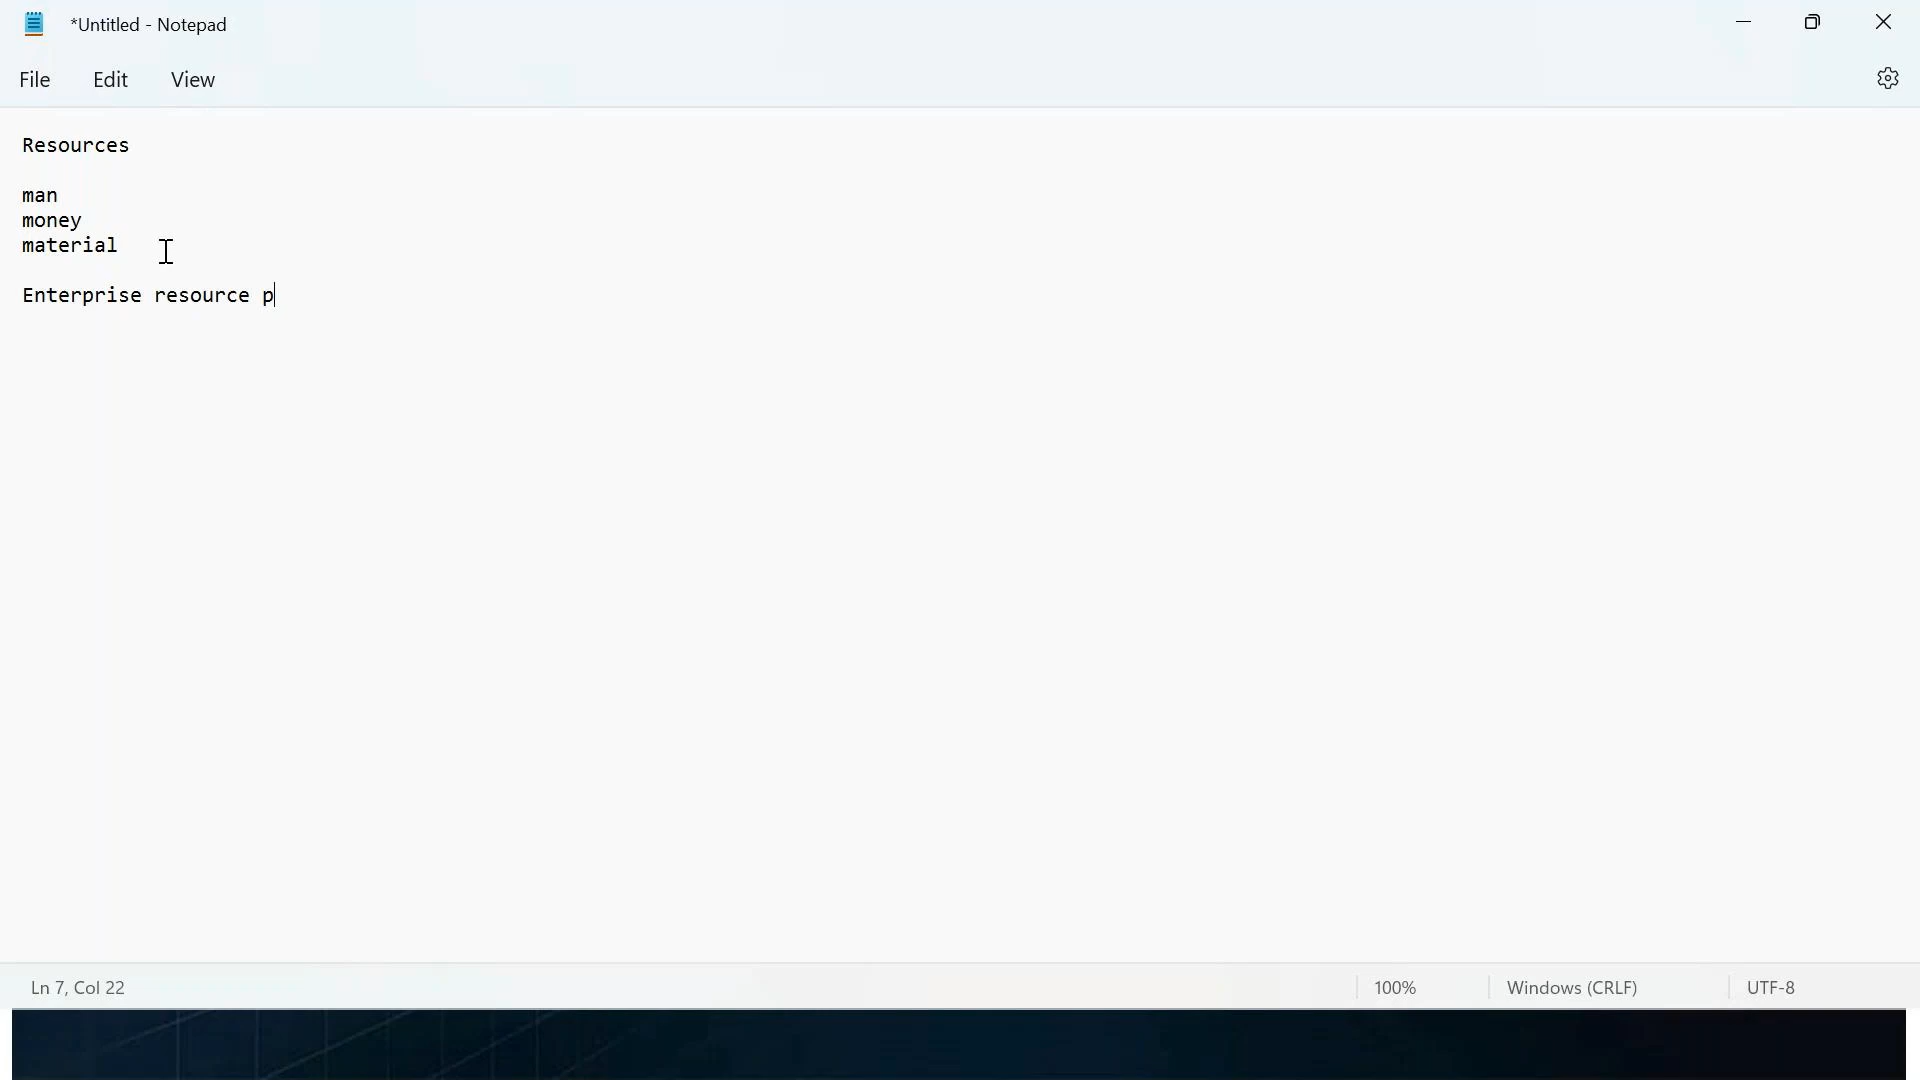 *Untitled - Notepad
File Edit View
Resources
man
money
material
Enterprise resource p
Ln 7, Col 22 100% Windows (CRLF) UTF-8